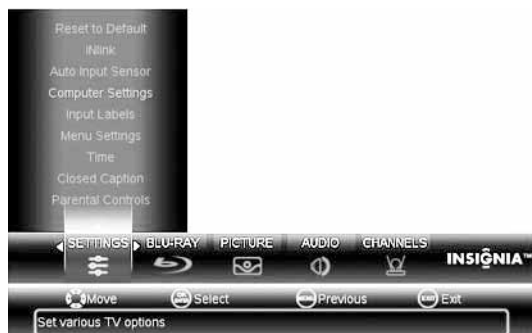 Reset to Default
INlink
Auto Input Sensor
Computer Settings
Input Labels
Menu Settings
Time
Closed Caption
Parental Controls
SETTINGS BLU-RAY PICTURE AUDIO CHANNELS
INSIGNIA™
Move Select Previous Exit
Set various TV options